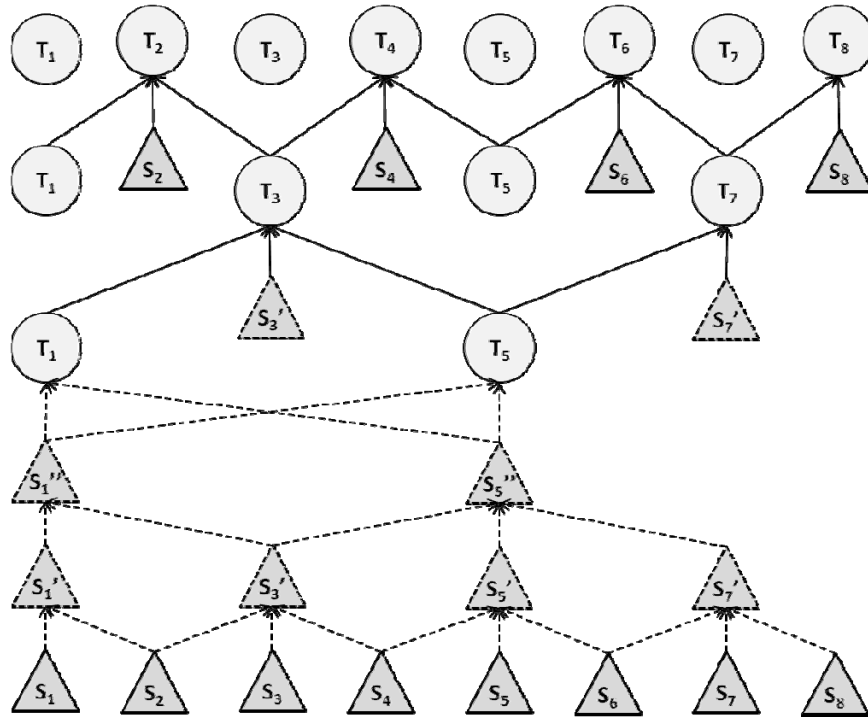 T₁ T₂ T₃ T₄ T₅ T₆ T₇ T₈
T₁ S₂ T₃ S₄ T₅ S₆ T₇ S₈
S₃' S₇'
T₁ T₅
S₁'' S₅''
S₁' S₃' S₅' S₇'
S₁ S₂ S₃ S₄ S₅ S₆ S₇ S₈